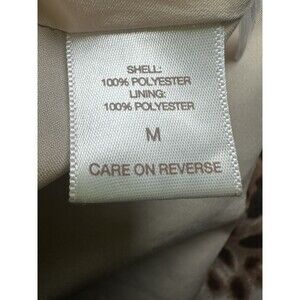 SHELL:
100% POLYESTER
LINING:
100% POLYESTER
M
CARE ON REVERSE